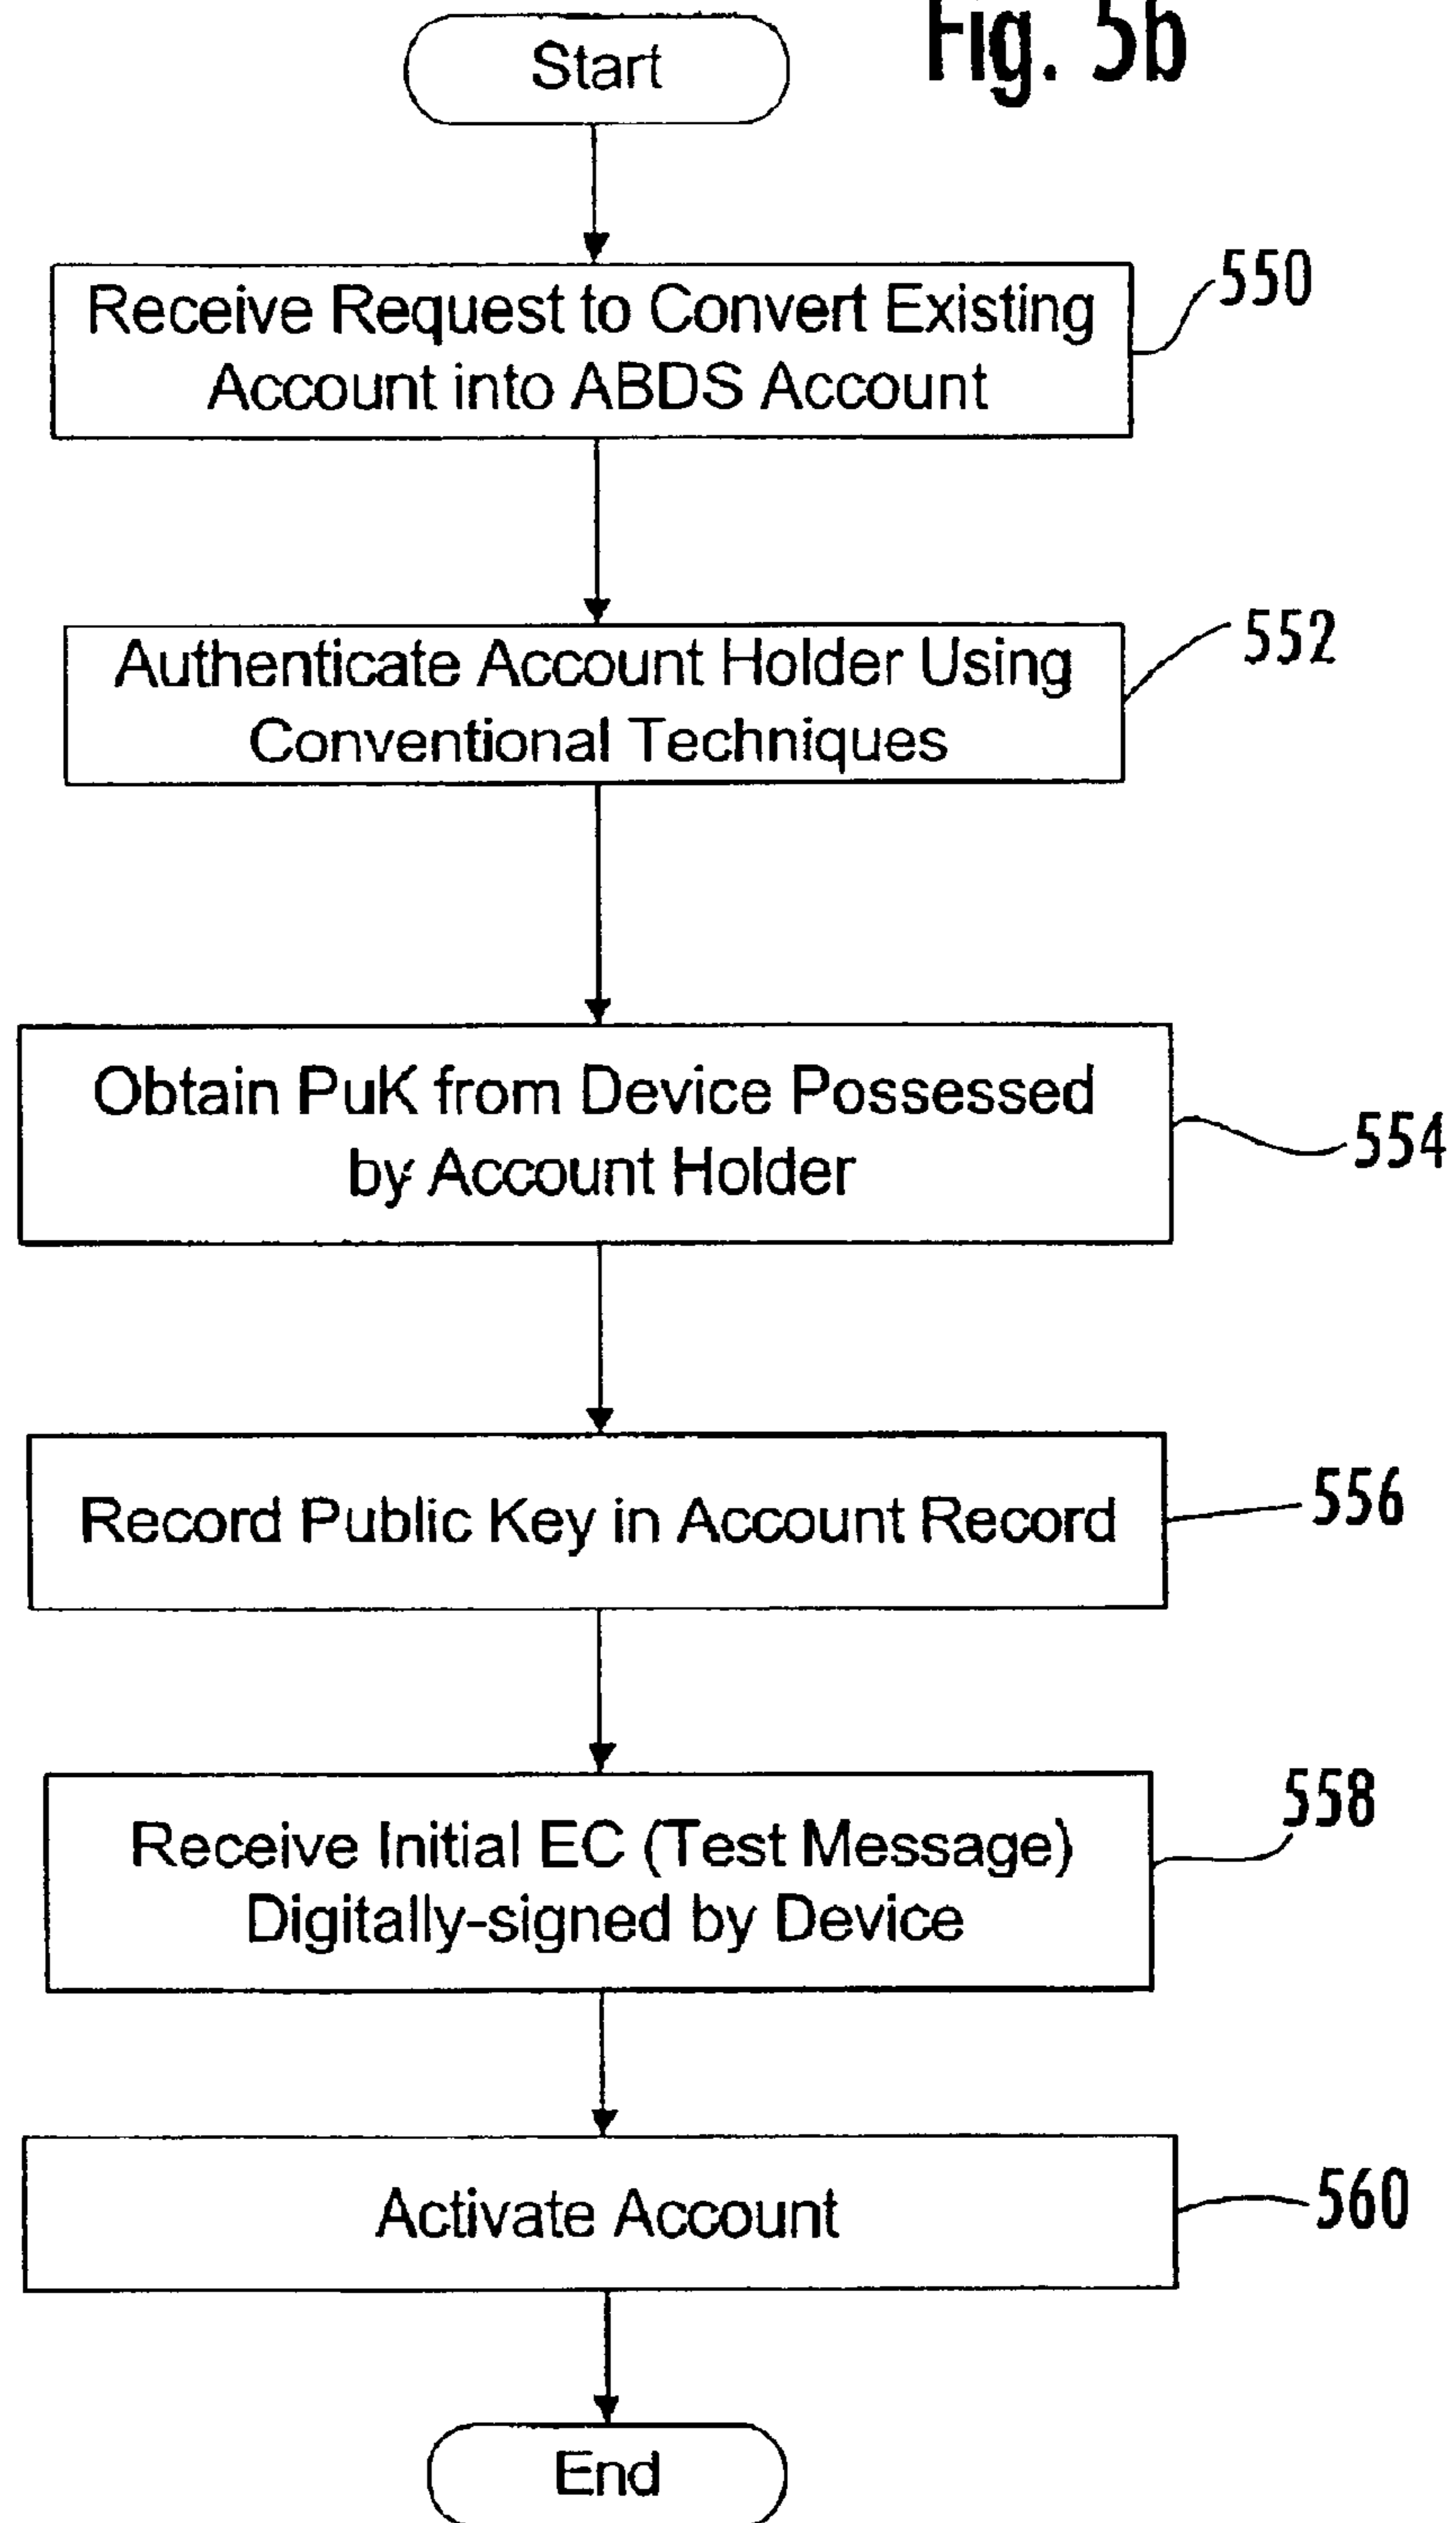 Fig. 5b
Start
Receive Request to Convert Existing
Account into ABDS Account
550
Authenticate Account Holder Using
Conventional Techniques
552
Obtain PuK from Device Possessed
by Account Holder
554
Record Public Key in Account Record
556
Receive Initial EC (Test Message)
Digitally-signed by Device
558
Activate Account
560
End